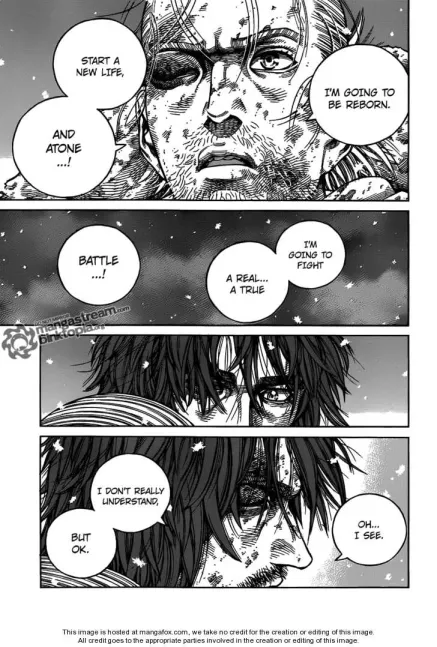 I'M GOING TO
BE REBORN.
START A
NEW LIFE,
AND
ATONE
...!
I'M
GOING TO
FIGHT
A REAL...
A TRUE
BATTLE
...!
mangastream.com
binktopia.org
OH...
I SEE.
I DON'T REALLY
UNDERSTAND,
BUT
OK.
This image is hosted at mangafox.com, we take no credit for the creation or editing of this image.
All credit goes to the appropriate parties involved in the creation or editing of this image.